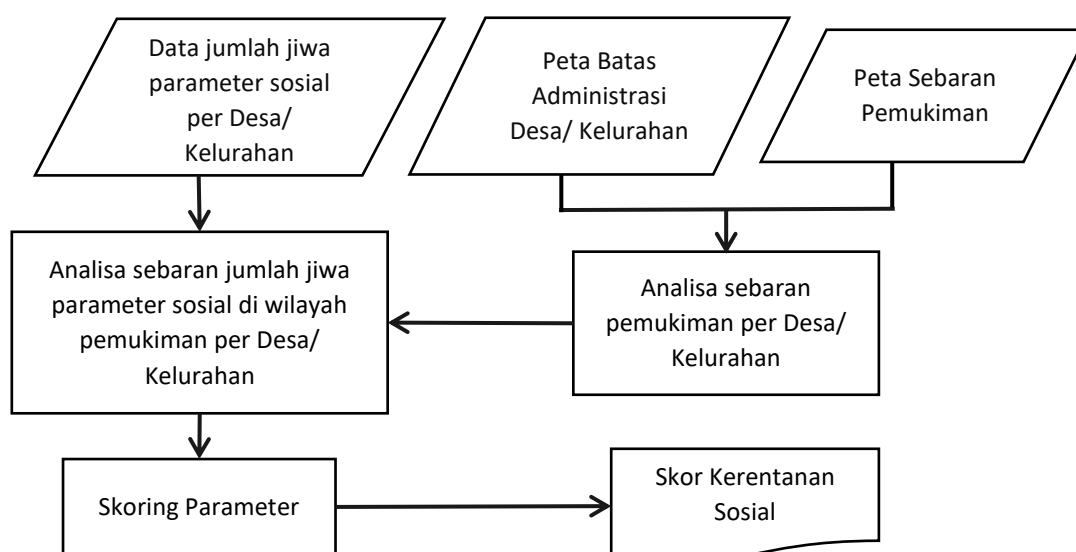 Data jumlah jiwa
parameter sosial
per Desa/
Kelurahan
Peta Batas
Administrasi
Desa/ Kelurahan
Peta Sebaran
Pemukiman
Analisa sebaran jumlah jiwa
parameter sosial di wilayah
pemukiman per Desa/
Kelurahan
Analisa sebaran
pemukiman per Desa/
Kelurahan
Skoring Parameter
Skor Kerentanan
Sosial